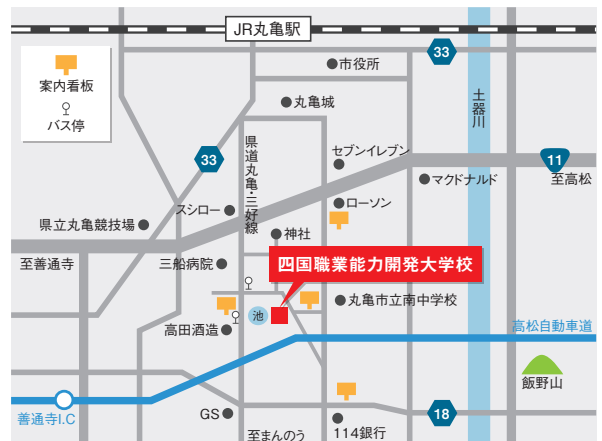 JR丸亀駅
33
市役所
案内看板
バス停
丸亀城
土器川
33
県道丸亀・三好線
セブンイレブン
11
至高松
マクドナルド
スシロー
ローソン
県立丸亀競技場
神社
至善通寺
三船病院
四国職業能力開発大学校
池
丸亀市立南中学校
高田酒造
高松自動車道
飯野山
善通寺I.C
GS
18
至まんのう
114銀行